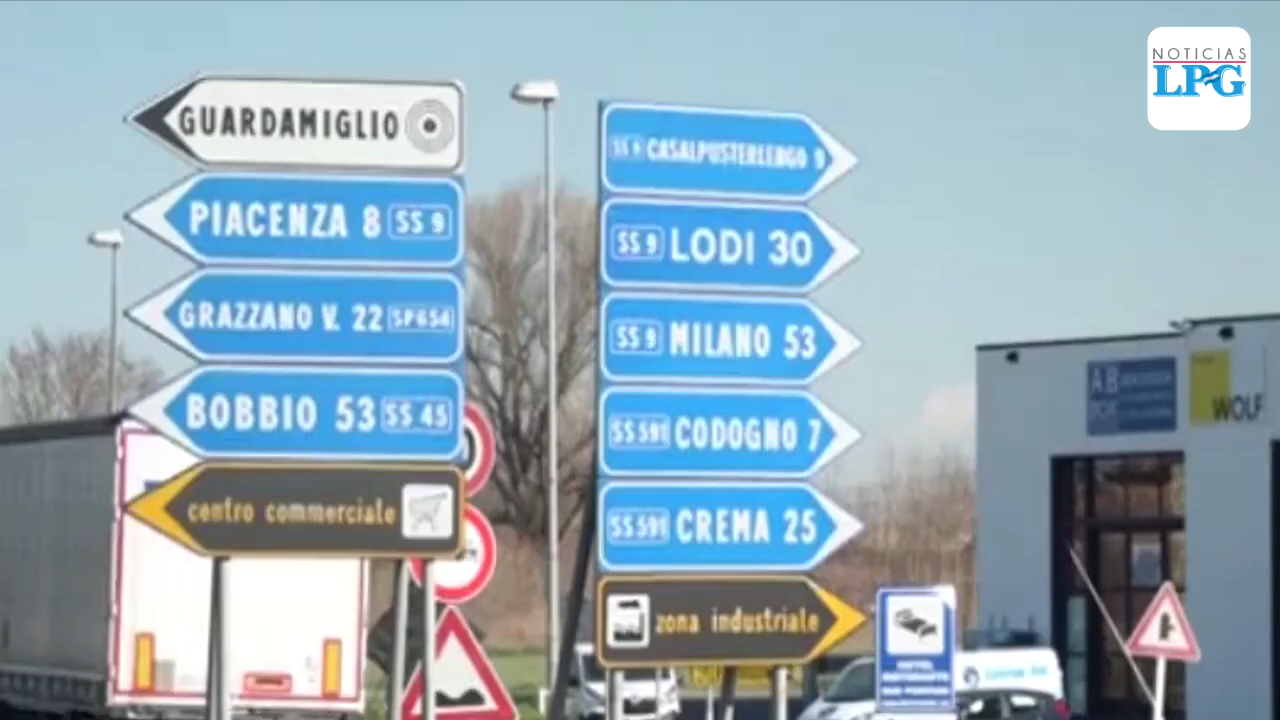 NOTICIAS
LPG
GUARDAMIGLIO
PIACENZA 8 SS 9
GRAZZANO V. 22 SP654
BOBBIO 53 SS 45
centro commerciale
SS 9 CASALPUSTERLENGO 9
SS 9 LODI 30
SS 9 MILANO 53
SS 591 CODOGNO 7
SS 591 CREMA 25
zona industriale
WOLF
HOTEL
RISTORANTE